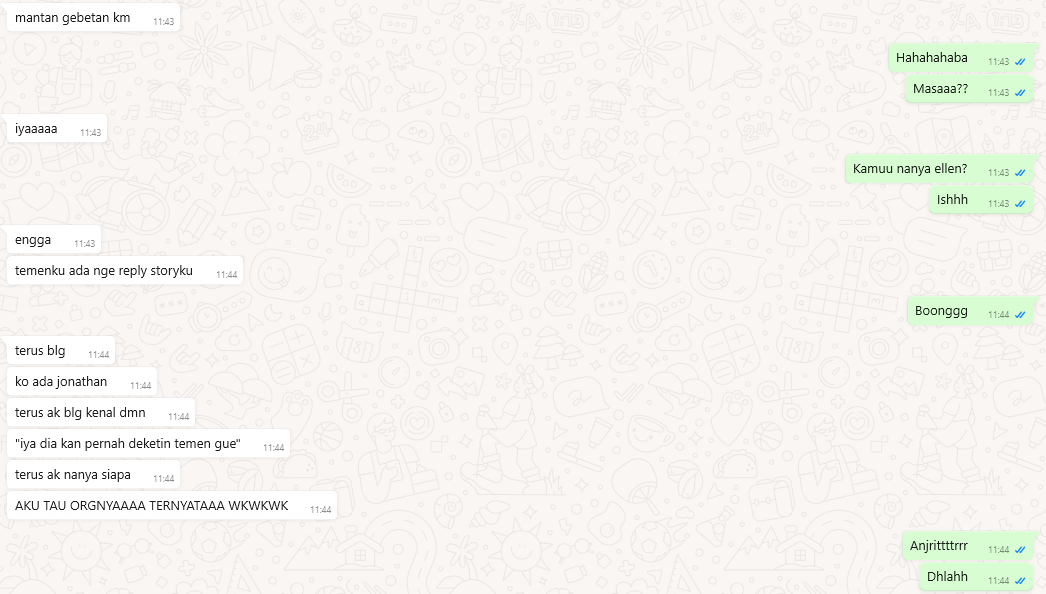 mantan gebetan km 11:43
Hahahahaba 11:43
Masaaa?? 11:43
iyaaaaa 11:43
Kamuu nanya ellen? 11:43
Ishhh 11:43
engga 11:43
temenku ada nge reply storyku 11:44
Boonggg 11:44
terus blg 11:44
ko ada jonathan 11:44
terus ak blg kenal dmn 11:44
"iya dia kan pernah deketin temen gue" 11:44
terus ak nanya siapa 11:44
AKU TAU ORGNYAAAA TERNYATAAA WKWKWK 11:44
Anjrittttrrr 11:44
Dhlahh 11:44